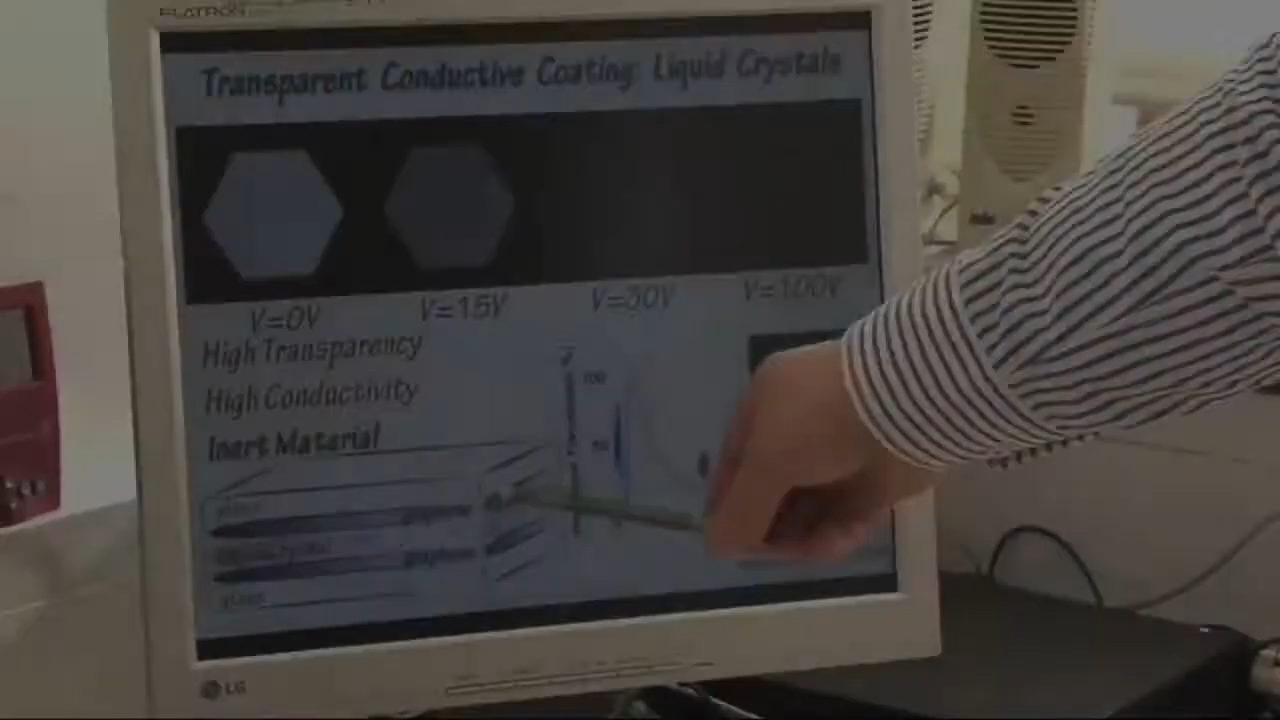 FLATRON
Transparent Conductive Coating: Liquid Crystals
V=0V V=15V V=30V V=100V
High Transparency
High Conductivity
Inert Material
100
glass
graphene
graphene
glass
LG